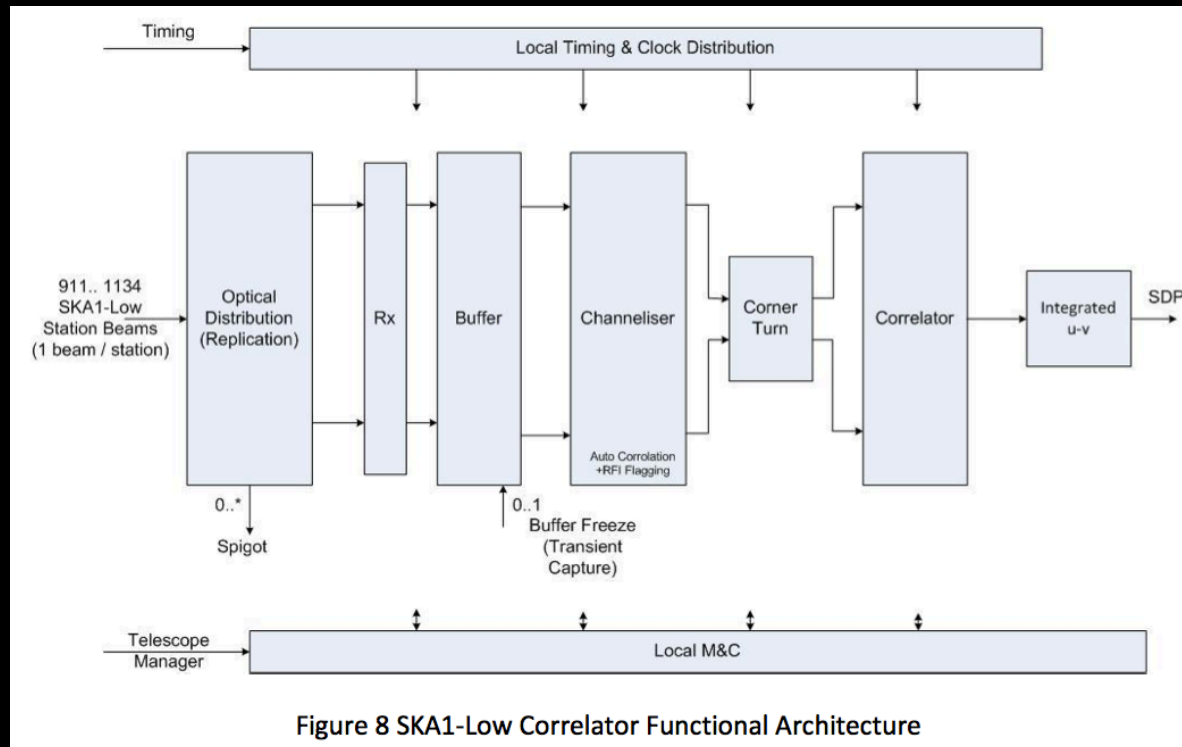 Timing
Local Timing & Clock Distribution
911.. 1134
SKA1-Low
Station Beams
(1 beam / station)
Optical
Distribution
(Replication)
Rx
Buffer
Channeliser
Auto Corrolation
+RFI Flagging
Corner
Turn
Correlator
Integrated
u-v
SDP
0..*
Spigot
0..1
Buffer Freeze
(Transient
Capture)
Telescope
Manager
Local M&C
Figure 8 SKA1-Low Correlator Functional Architecture